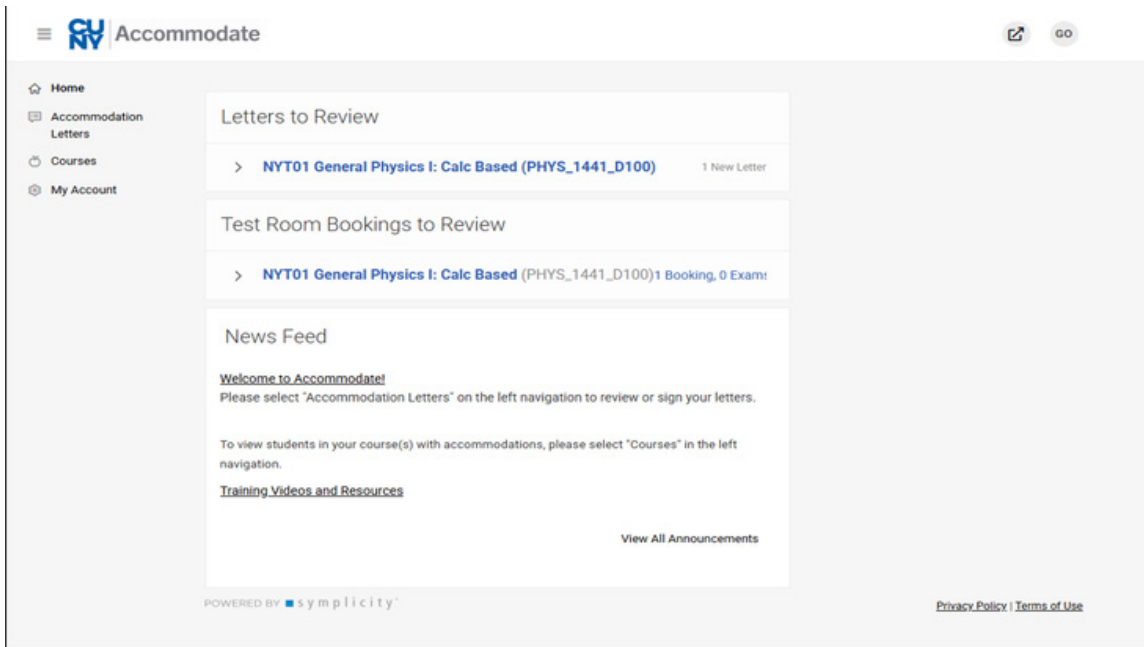 CUNY Accommodate
GO
Home
Accommodation
Letters
Courses
My Account
Letters to Review
NYT01 General Physics I: Calc Based (PHYS_1441_D100) 1 New Letter
Test Room Bookings to Review
NYT01 General Physics I: Calc Based (PHYS_1441_D100)1 Booking, 0 Exams
News Feed
Welcome to Accommodate!
Please select "Accommodation Letters" on the left navigation to review or sign your letters.
To view students in your course(s) with accommodations, please select "Courses" in the left
navigation.
Training Videos and Resources
View All Announcements
POWERED BY symplicity
Privacy Policy | Terms of Use